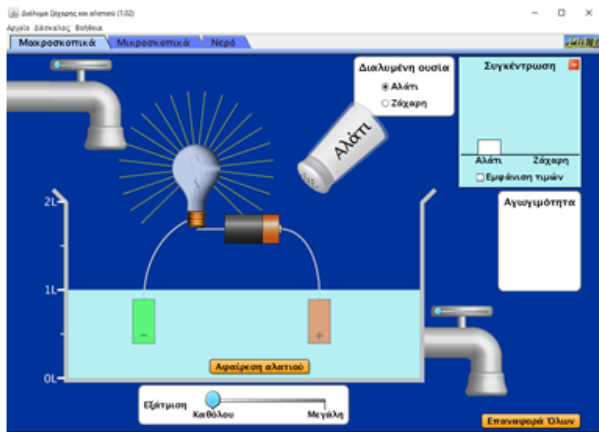 Διάλυμα ζάχαρης και αλατιού (1.02)
Αρχείο Δάσκαλος Βοήθεια
Μακροσκοπικά Μικροσκοπικά Νερό
Διαλυμένη ουσία
Αλάτι
Ζάχαρη
Συγκέντρωση
Αλάτι Ζάχαρη
Εμφάνιση τιμών
Αλάτι
Αγωγιμότητα
2L
1L
0L
-
+
Αφαίρεση αλατιού
Εξάτμιση
Καθόλου Μεγάλη
Επαναφορά Όλων